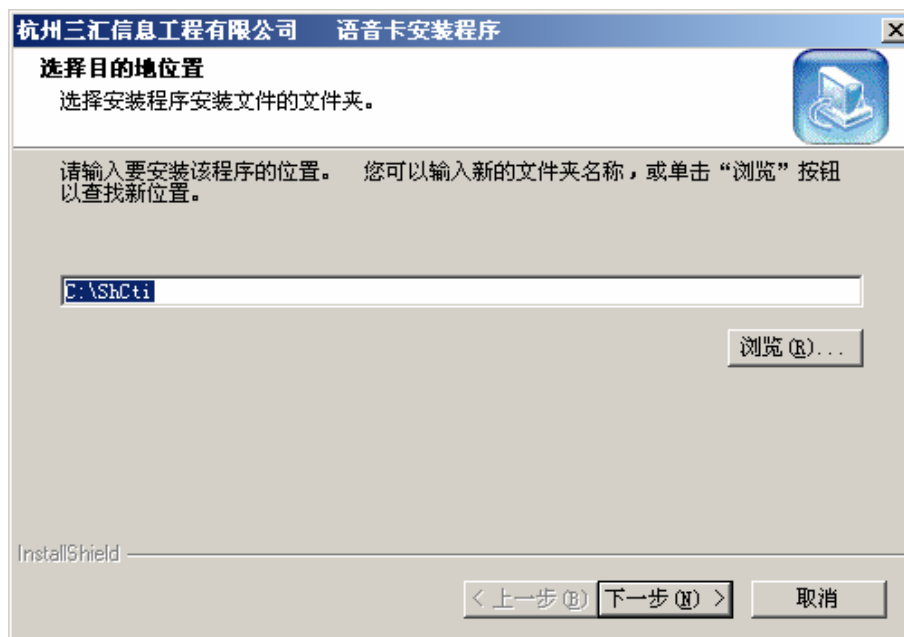 杭州三汇信息工程有限公司 语音卡安装程序
选择目的地位置
选择安装程序安装文件的文件夹。
请输入要安装该程序的位置。 您可以输入新的文件夹名称，或单击“浏览”按钮
以查找新位置。
C:\ShCti
浏览(R)...
InstallShield
< 上一步(B) 下一步(N) > 取消